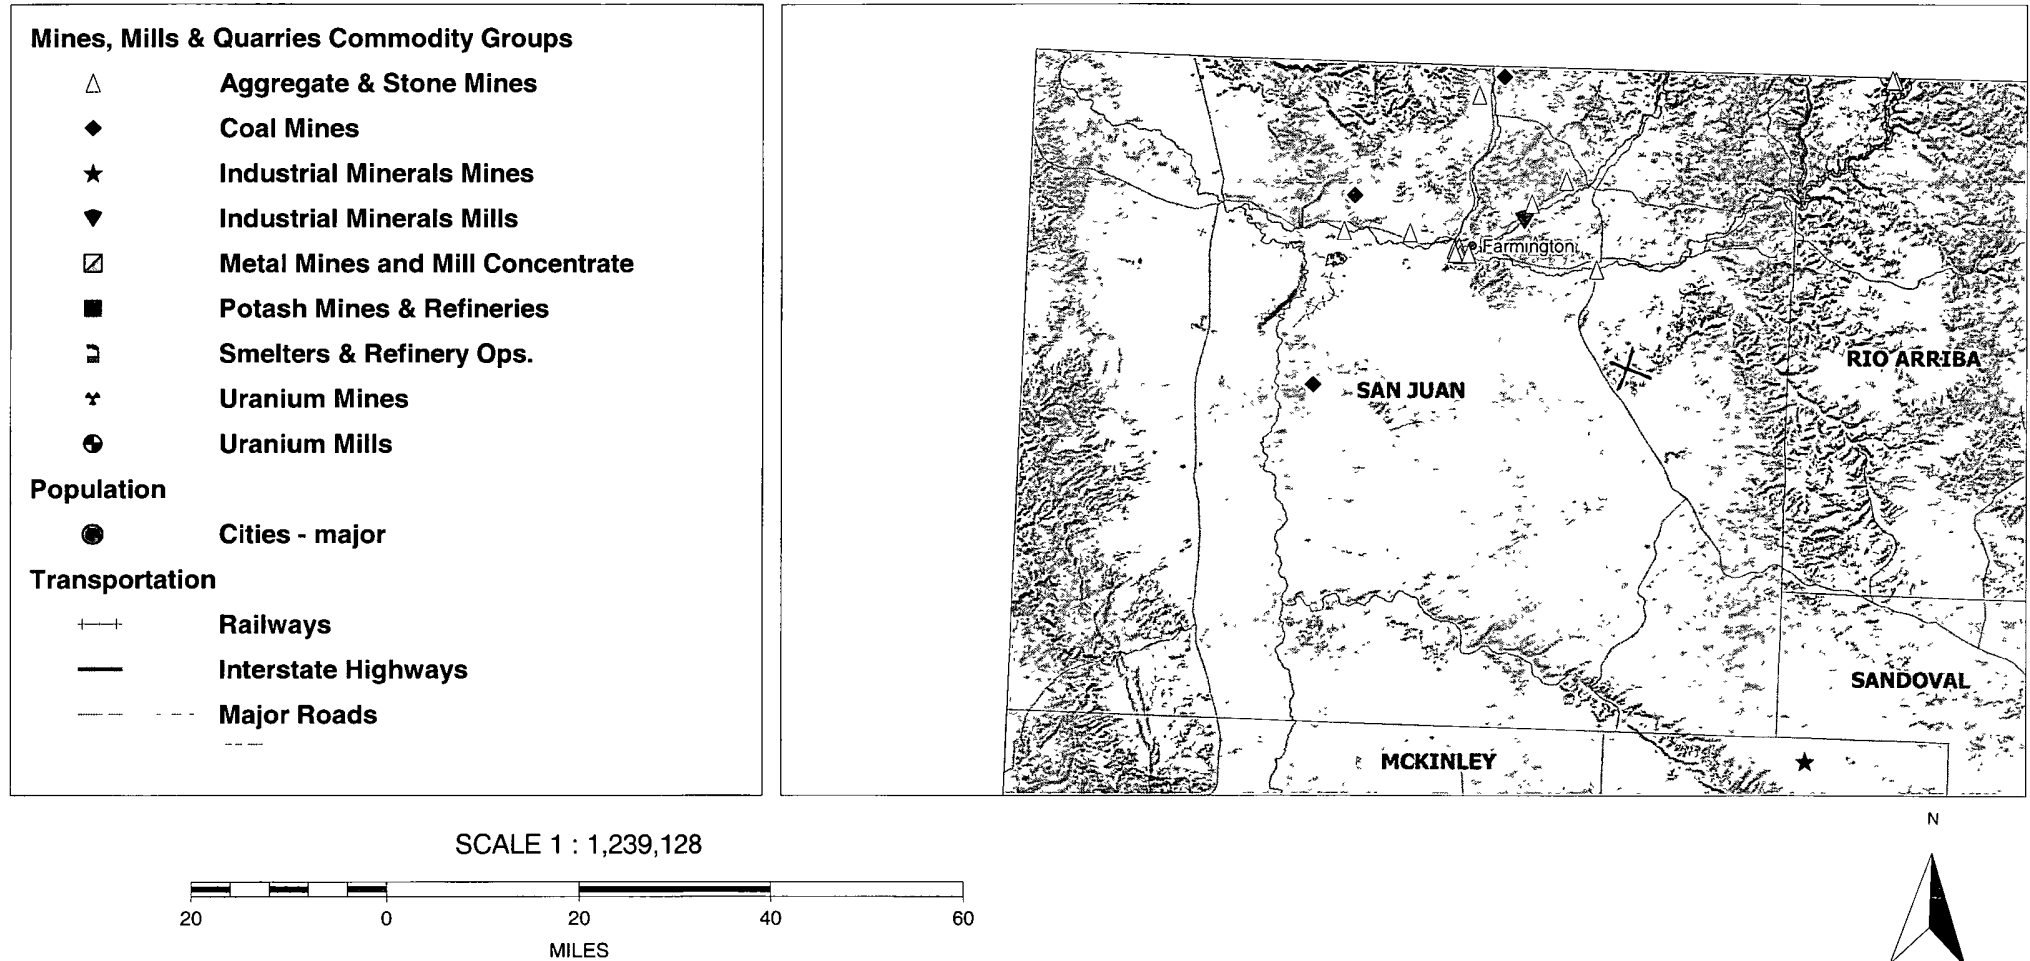 Mines, Mills & Quarries Commodity Groups
Aggregate & Stone Mines
Coal Mines
Industrial Minerals Mines
Industrial Minerals Mills
Metal Mines and Mill Concentrate
Potash Mines & Refineries
Smelters & Refinery Ops.
Uranium Mines
Uranium Mills
Population
Cities - major
Transportation
Railways
Interstate Highways
Major Roads
Farmington
RIO ARRIBA
SAN JUAN
SANDOVAL
MCKINLEY
SCALE 1 : 1,239,128
20 0 20 40 60
MILES
N